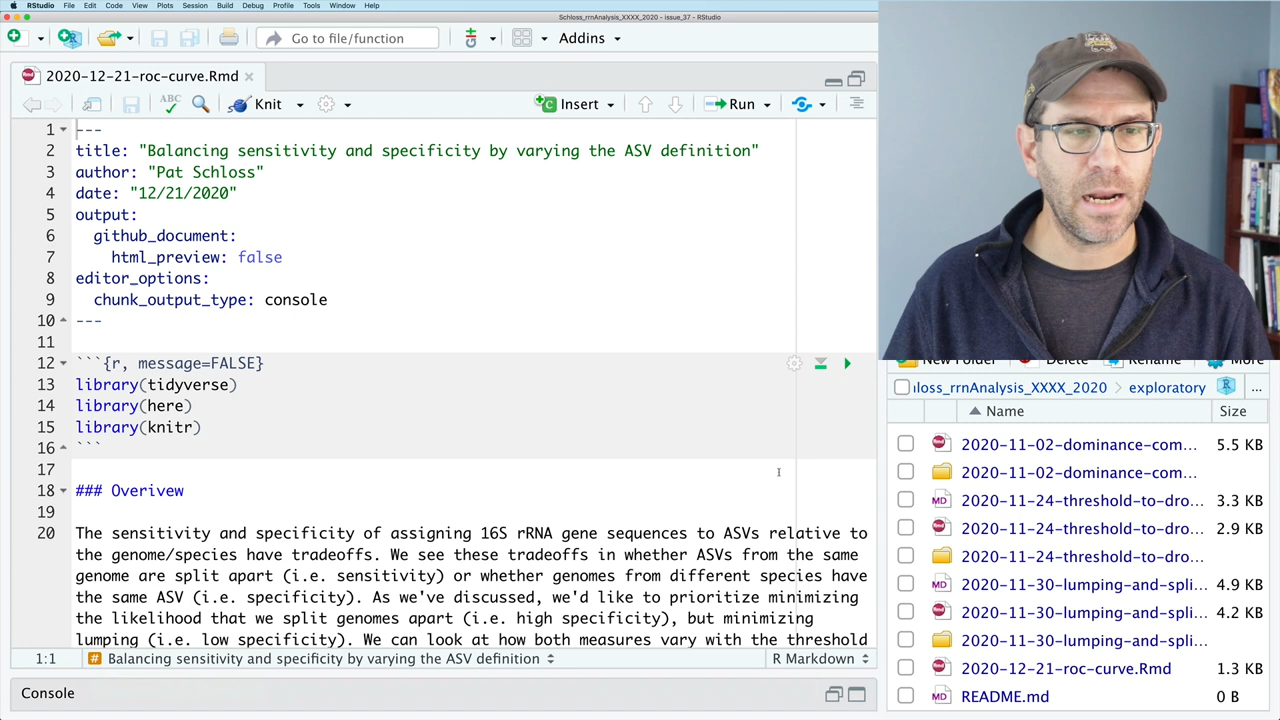 RStudio File Edit Code View Plots Session Build Debug Profile Tools Window Help
Schloss_rrnAnalysis_XXXX_2020 - issue_37 - RStudio
Go to file/function
Addins
2020-12-21-roc-curve.Rmd
ABC
Knit
Insert
Run
1 ---
2 title: "Balancing sensitivity and specificity by varying the ASV definition"
3 author: "Pat Schloss"
4 date: "12/21/2020"
5 output:
6 github_document:
7 html_preview: false
8 editor_options:
9 chunk_output_type: console
10 ---
11
12 ```{r, message=FALSE}
13 library(tidyverse)
14 library(here)
15 library(knitr)
16 ```
17
18 ### Overivew
19
20 The sensitivity and specificity of assigning 16S rRNA gene sequences to ASVs relative to
the genome/species have tradeoffs. We see these tradeoffs in whether ASVs from the same
genome are split apart (i.e. sensitivity) or whether genomes from different species have
the same ASV (i.e. specificity). As we've discussed, we'd like to prioritize minimizing
the likelihood that we split genomes apart (i.e. high specificity), but minimizing
lumping (i.e. low specificity). We can look at how both measures vary with the threshold
1:1 # Balancing sensitivity and specificity by varying the ASV definition R Markdown
Console
New Folder Delete Rename More
loss_rrnAnalysis_XXXX_2020 > exploratory ...
Name Size
2020-11-02-dominance-com... 5.5 KB
2020-11-02-dominance-com...
2020-11-24-threshold-to-dro... 3.3 KB
2020-11-24-threshold-to-dro... 2.9 KB
2020-11-24-threshold-to-dro...
2020-11-30-lumping-and-spli... 4.9 KB
2020-11-30-lumping-and-spli... 4.2 KB
2020-11-30-lumping-and-spli...
2020-12-21-roc-curve.Rmd 1.3 KB
README.md 0 B